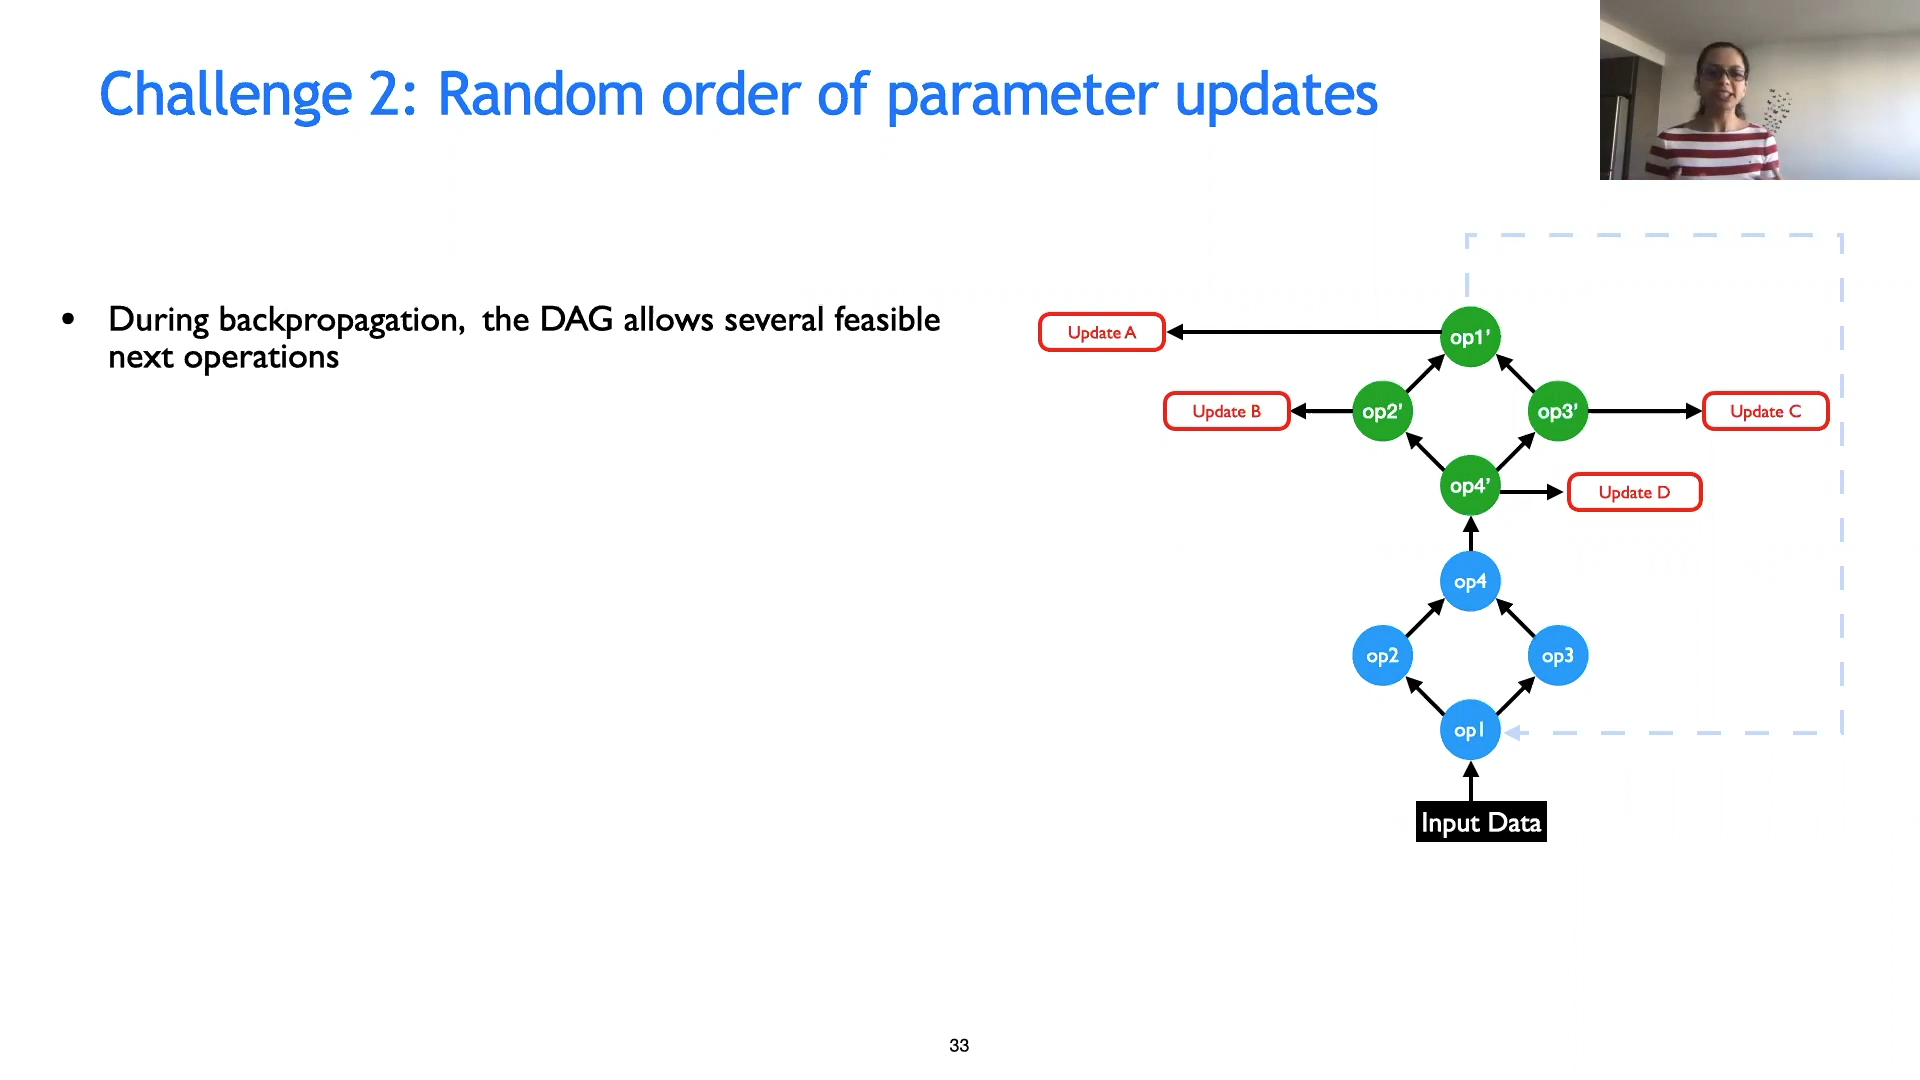 Challenge 2: Random order of parameter updates
• During backpropagation, the DAG allows several feasible
next operations
op1'
Update A
op2'
op3'
Update B
Update C
op4'
Update D
op4
op2
op3
op1
Input Data
33